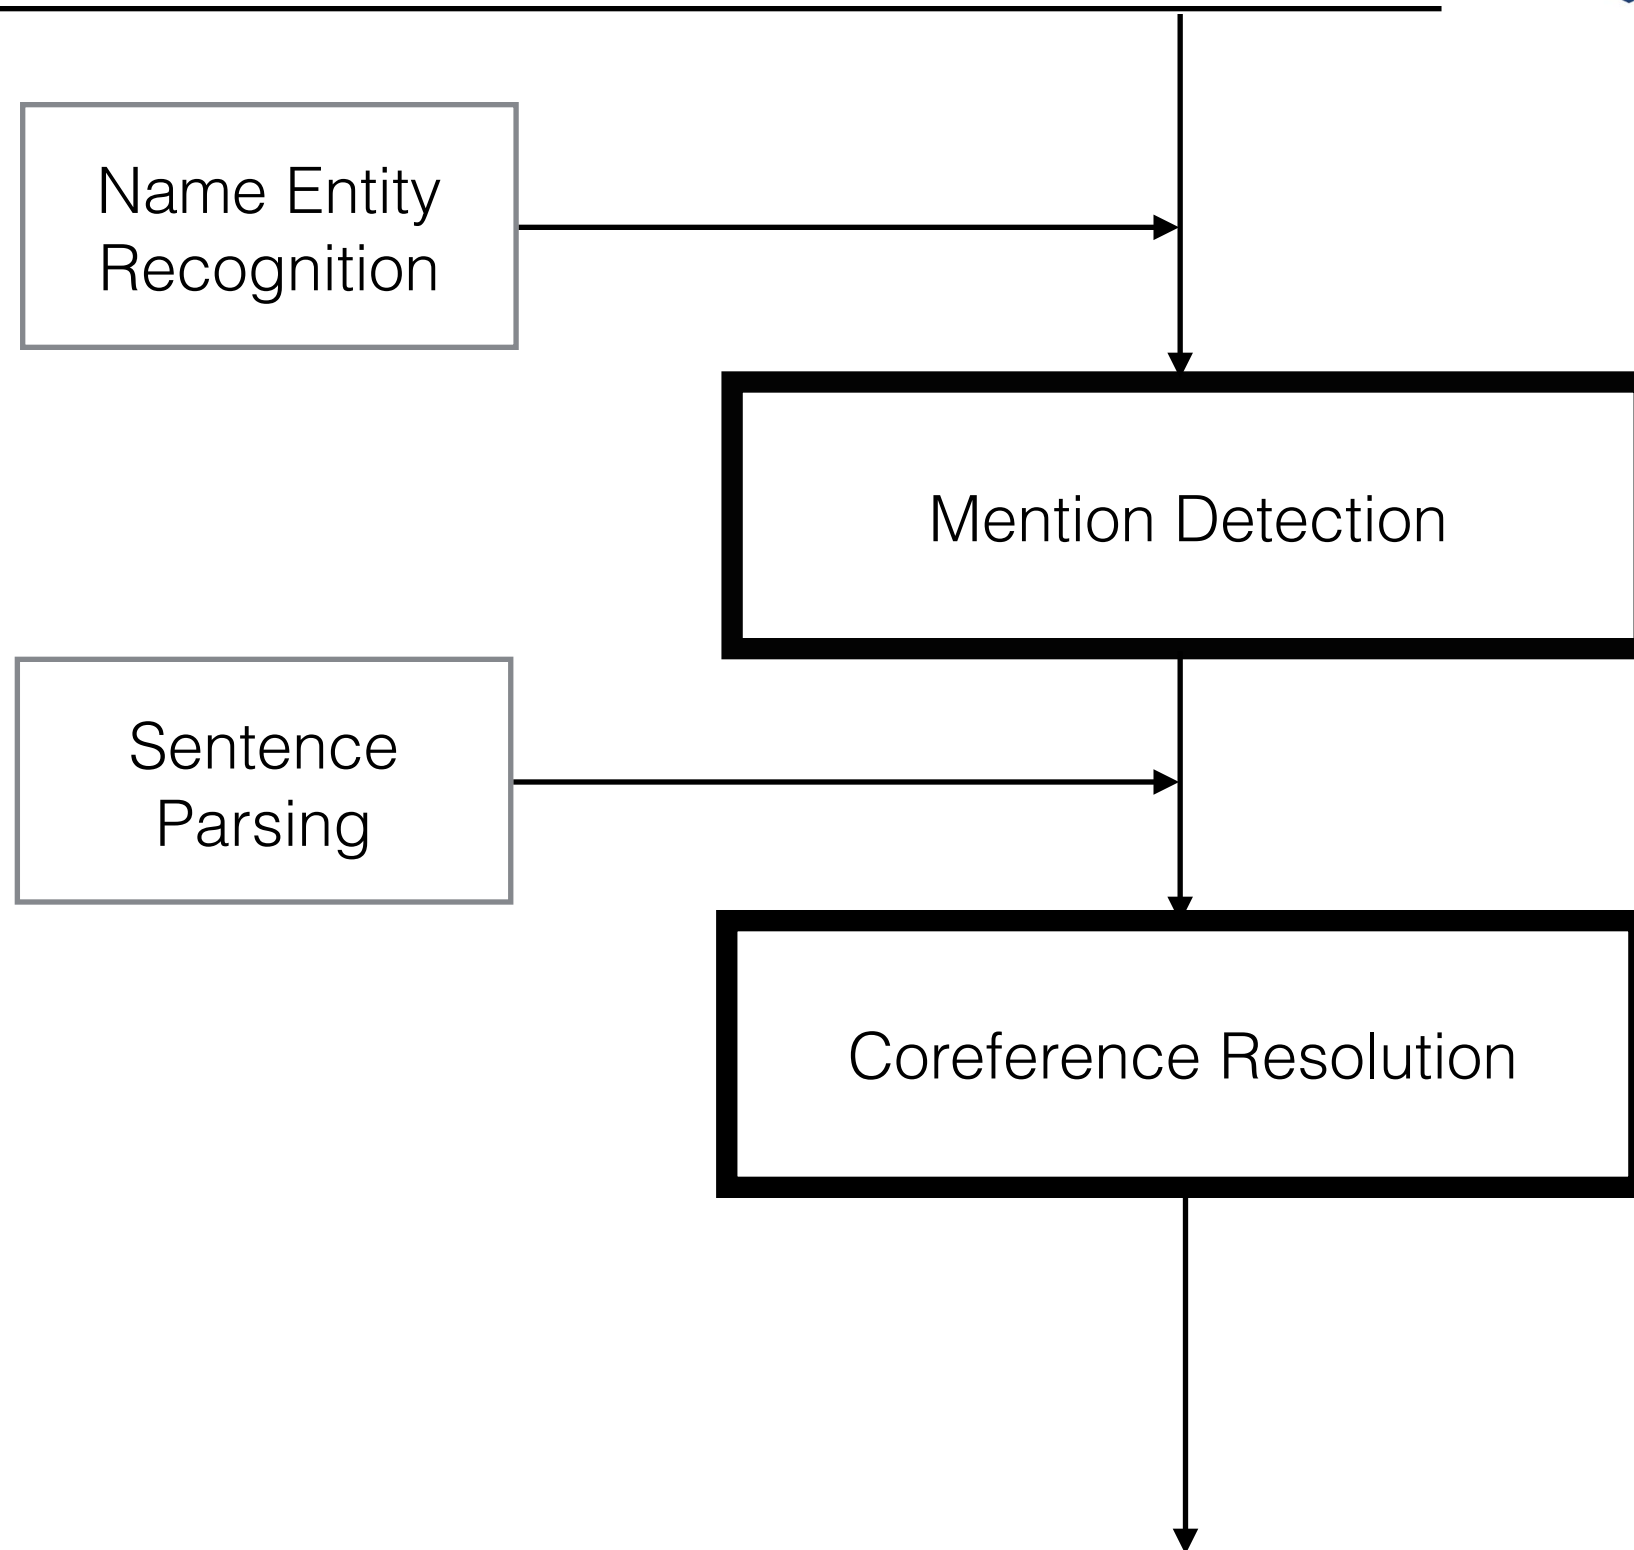 Name Entity
Recognition
Mention Detection
Sentence
Parsing
Coreference Resolution